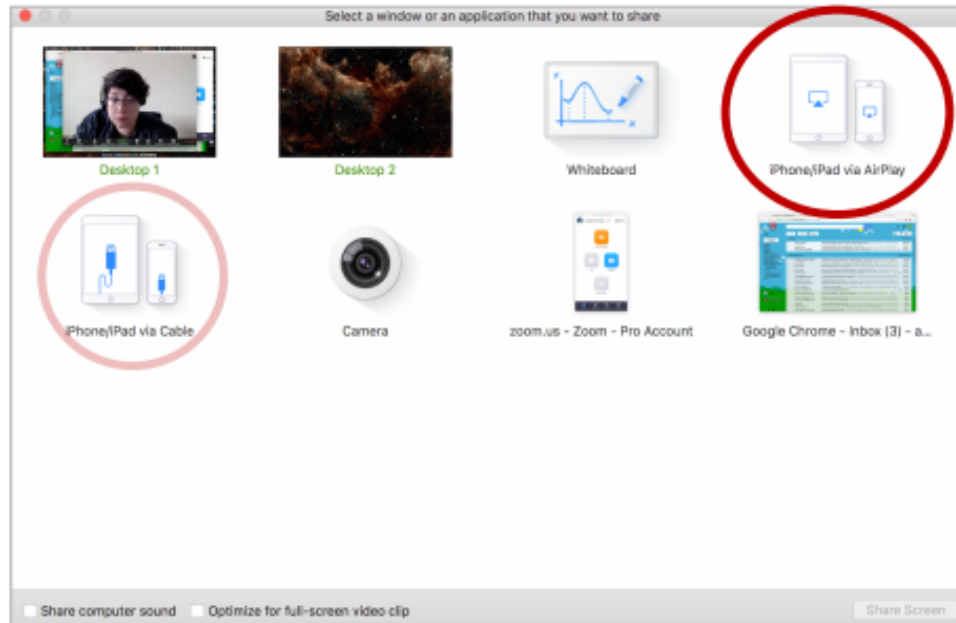 Select a window or an application that you want to share
Desktop 1
Desktop 2
Whiteboard
iPhone/iPad via AirPlay
iPhone/iPad via Cable
Camera
zoom.us - Zoom - Pro Account
Google Chrome - Inbox (3) - a...
Share computer sound
Optimize for full-screen video clip
Share Screen